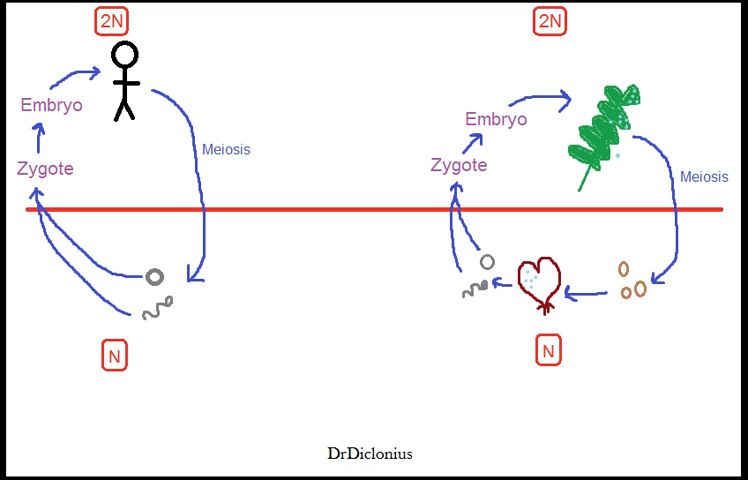 2N
Embryo
Zygote
Meiosis
N
2N
Embryo
Zygote
Meiosis
N
DrDiclonius